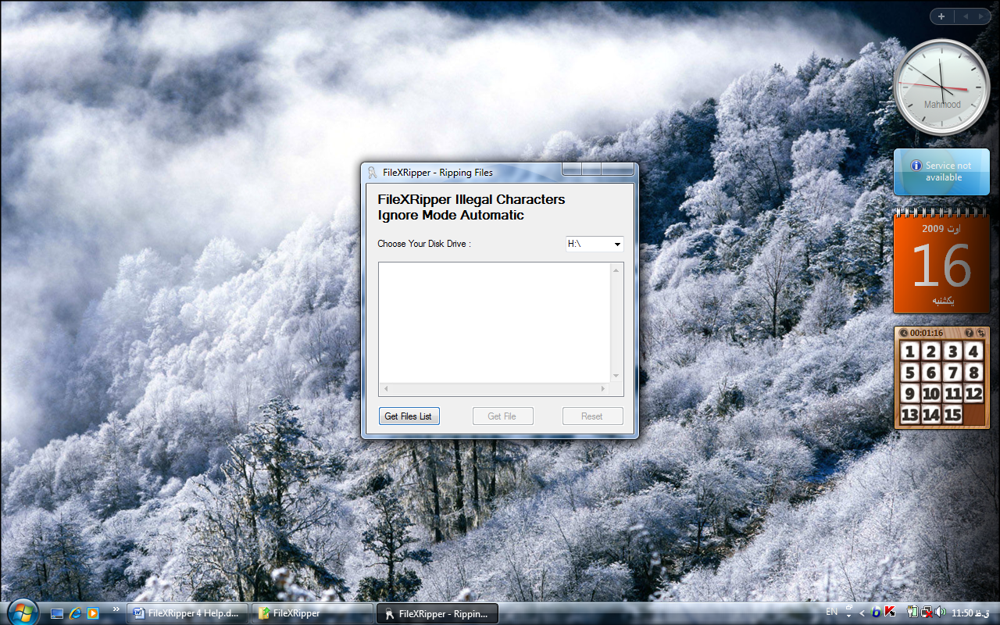 FileXRipper - Ripping Files
FileXRipper Illegal Characters
Ignore Mode Automatic
Choose Your Disk Drive :
H:\
Get Files List
Get File
Reset
Mahmood
Service not
available
اوت 2009
16
یکشنبه
00:01:16
1 2 3 4
5 6 7 8
9 10 11 12
13 14 15
FileXRipper 4 Help.d...
FileXRipper
FileXRipper - Rippin...
EN
11:50 ق.ظ